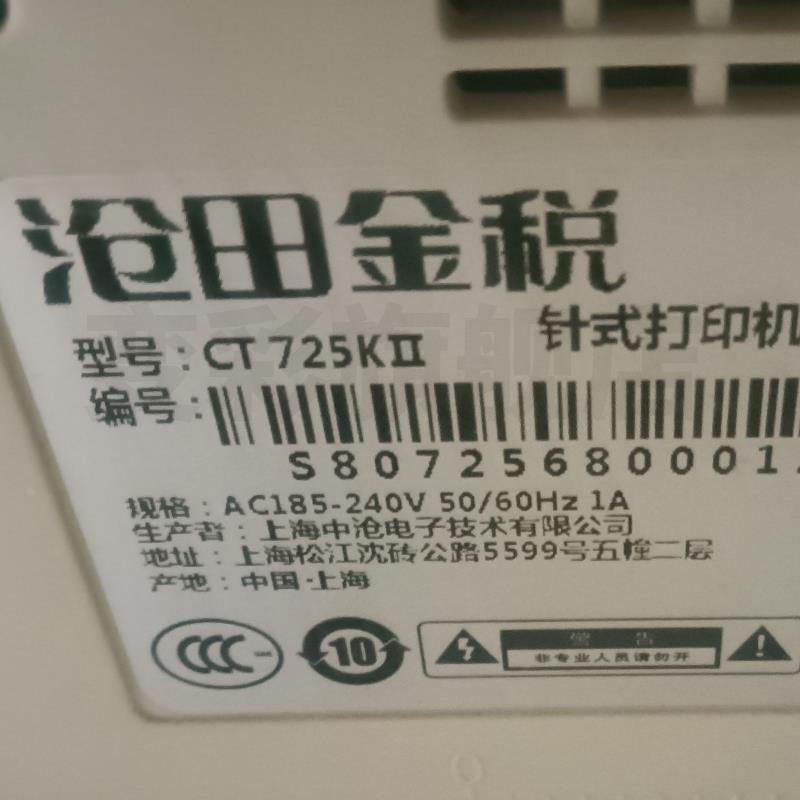 沧田金税
针式打印机
型号：CT 725KⅡ
编号：
S80725680001
规格：AC185-240V 50/60Hz 1A
生产者：上海中沧电子技术有限公司
地址：上海松江沈砖公路5599号五幢二层
产地：中国·上海
CCC
10
警告
非专业人员请勿开